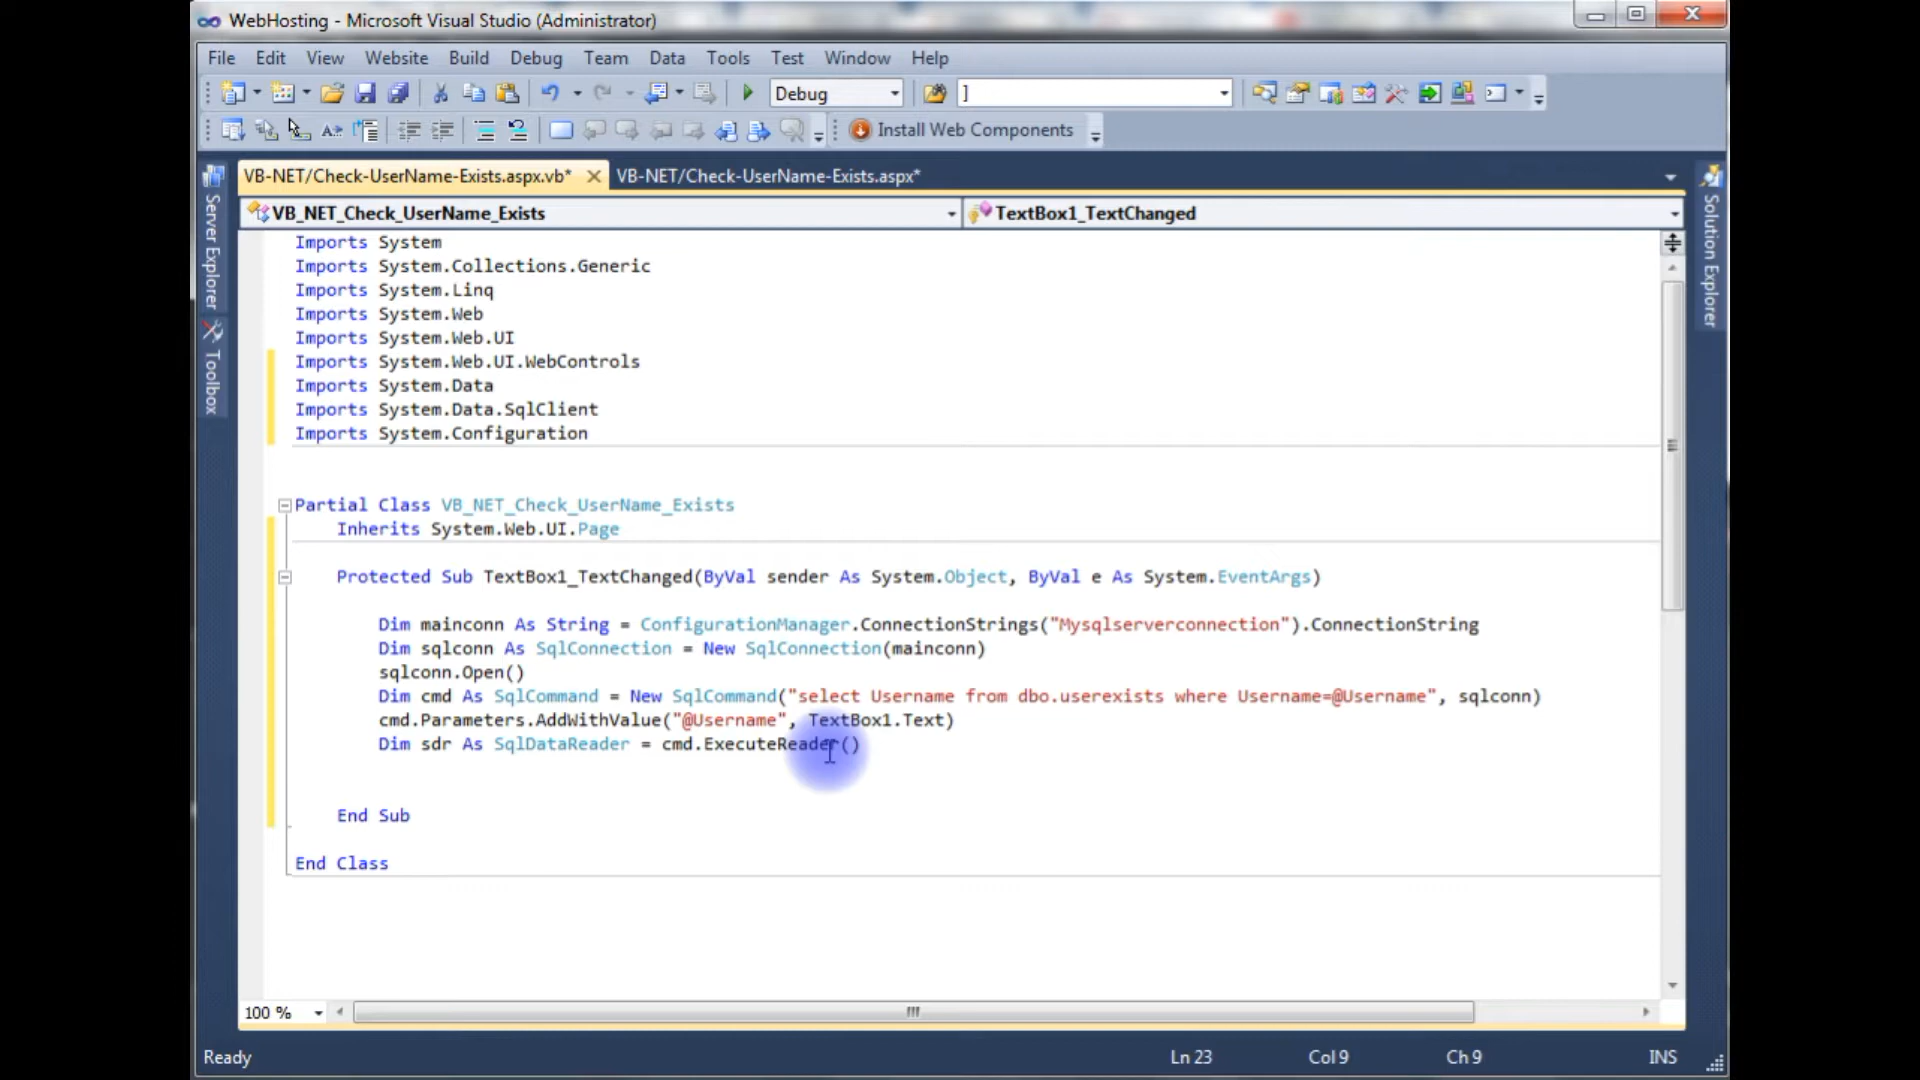 WebHosting - Microsoft Visual Studio (Administrator)
File Edit View Website Build Debug Team Data Tools Test Window Help
Debug ]
Install Web Components
VB-NET/Check-UserName-Exists.aspx.vb* VB-NET/Check-UserName-Exists.aspx*
VB_NET_Check_UserName_Exists TextBox1_TextChanged
Server Explorer
Toolbox
Solution Explorer
Imports System
Imports System.Collections.Generic
Imports System.Linq
Imports System.Web
Imports System.Web.UI
Imports System.Web.UI.WebControls
Imports System.Data
Imports System.Data.SqlClient
Imports System.Configuration
Partial Class VB_NET_Check_UserName_Exists
Inherits System.Web.UI.Page
Protected Sub TextBox1_TextChanged(ByVal sender As System.Object, ByVal e As System.EventArgs)
Dim mainconn As String = ConfigurationManager.ConnectionStrings("Mysqlserverconnection").ConnectionString
Dim sqlconn As SqlConnection = New SqlConnection(mainconn)
sqlconn.Open()
Dim cmd As SqlCommand = New SqlCommand("select Username from dbo.userexists where Username=@Username", sqlconn)
cmd.Parameters.AddWithValue("@Username", TextBox1.Text)
Dim sdr As SqlDataReader = cmd.ExecuteReader()
End Sub
End Class
100 %
Ready Ln 23 Col 9 Ch 9 INS